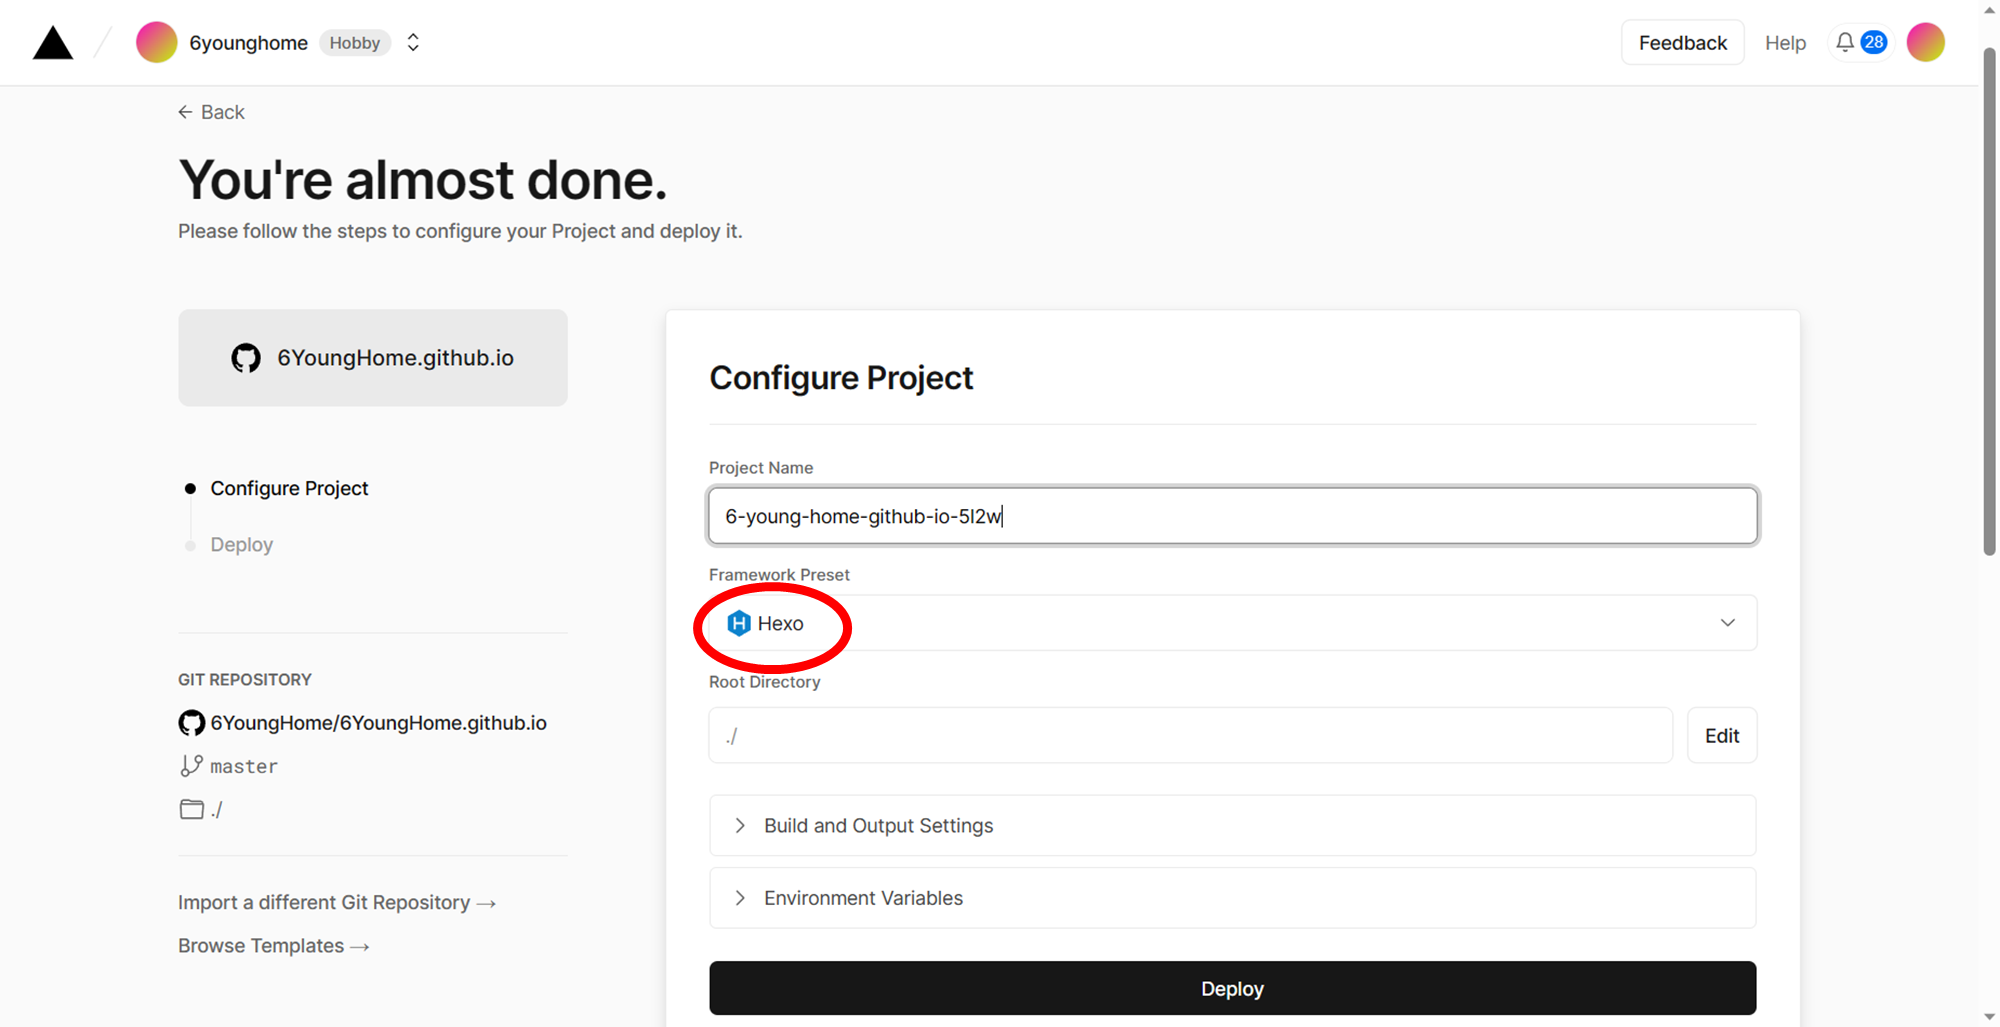 6younghome Hobby
Feedback Help 28
← Back
You're almost done.
Please follow the steps to configure your Project and deploy it.
6YoungHome.github.io
Configure Project
Deploy
GIT REPOSITORY
6YoungHome/6YoungHome.github.io
master
./
Import a different Git Repository →
Browse Templates →
Configure Project
Project Name
6-young-home-github-io-5l2w
Framework Preset
Hexo
Root Directory
./
Edit
Build and Output Settings
Environment Variables
Deploy